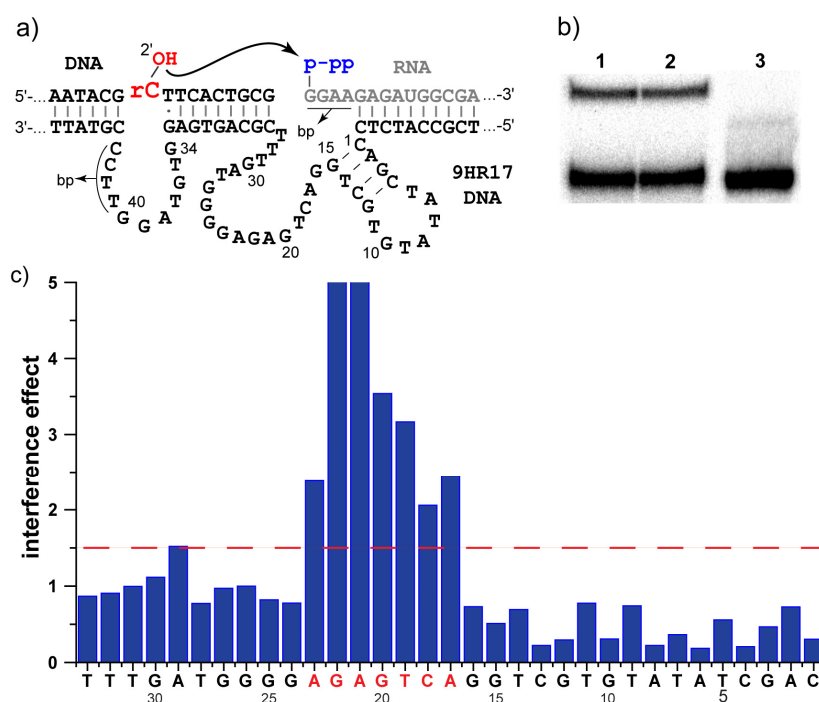 a)
DNA
2'
OH
p-pp
RNA
5'-...AATACG rC TTCACTGCG GGAAGAGAUGGCGA...-3'
3'-...TTATGC GAGTGACGCT CTCTACCGCT...-5'
bp
bp
34
40
30
20
15
10
1
C C T T G G A T G T G
T T G A T G G G G A G A G T C A G G T C G T G T A T A T C G A C
9HR17
DNA
b)
1 2 3
c)
interference effect
5
4
3
2
1
0
T T T G A T G G G G A G A G T C A G G T C G T G T A T A T C G A C
30 25 20 15 10 5